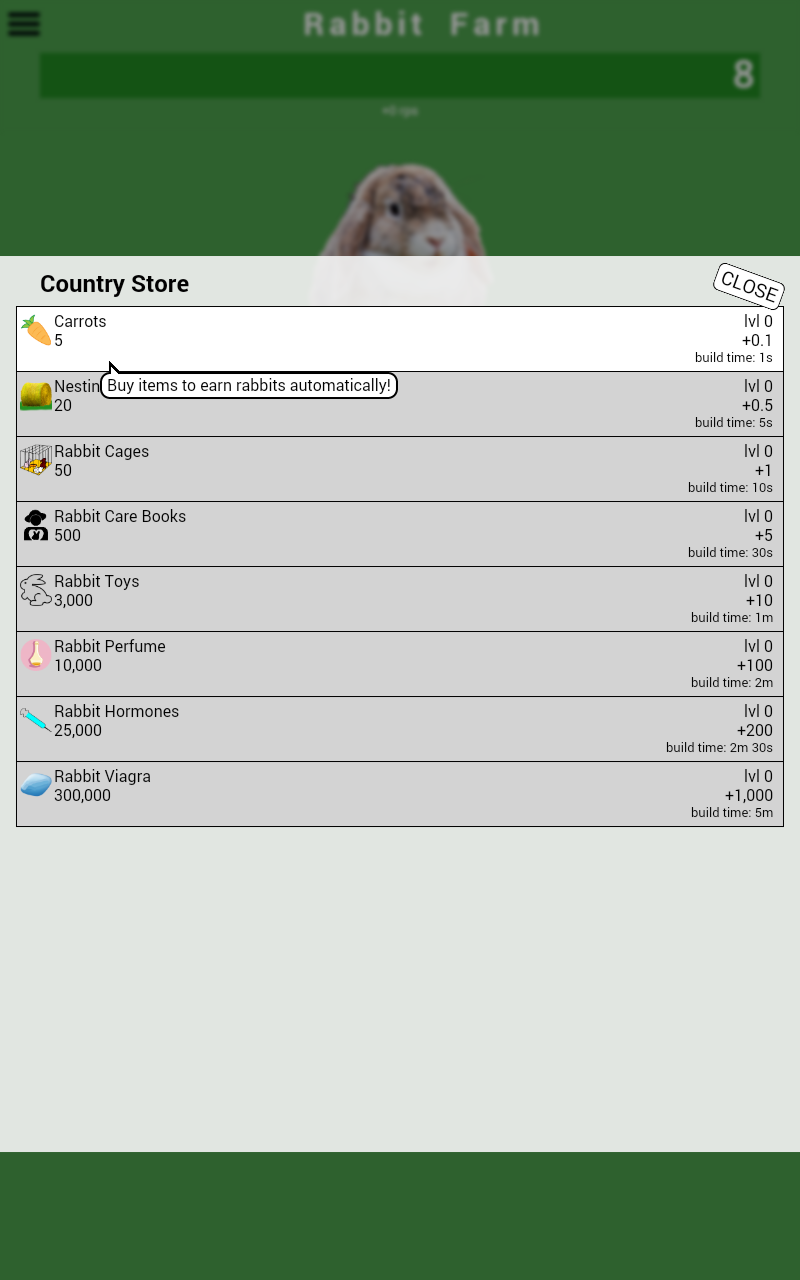 Rabbit Farm
8
+0 rps
Country Store
CLOSE
Carrots
lvl 0
5
+0.1
build time: 1s
Nestin
lvl 0
Buy items to earn rabbits automatically!
20
+0.5
build time: 5s
Rabbit Cages
lvl 0
50
+1
build time: 10s
Rabbit Care Books
lvl 0
500
+5
build time: 30s
Rabbit Toys
lvl 0
3,000
+10
build time: 1m
Rabbit Perfume
lvl 0
10,000
+100
build time: 2m
Rabbit Hormones
lvl 0
25,000
+200
build time: 2m 30s
Rabbit Viagra
lvl 0
300,000
+1,000
build time: 5m